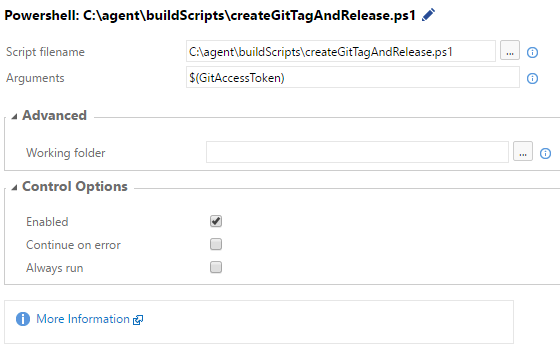 Powershell: C:\agent\buildScripts\createGitTagAndRelease.ps1
Script filename C:\agent\buildScripts\createGitTagAndRelease.ps1 ...
Arguments $(GitAccessToken)
Advanced
Working folder ...
Control Options
Enabled
Continue on error
Always run
More Information